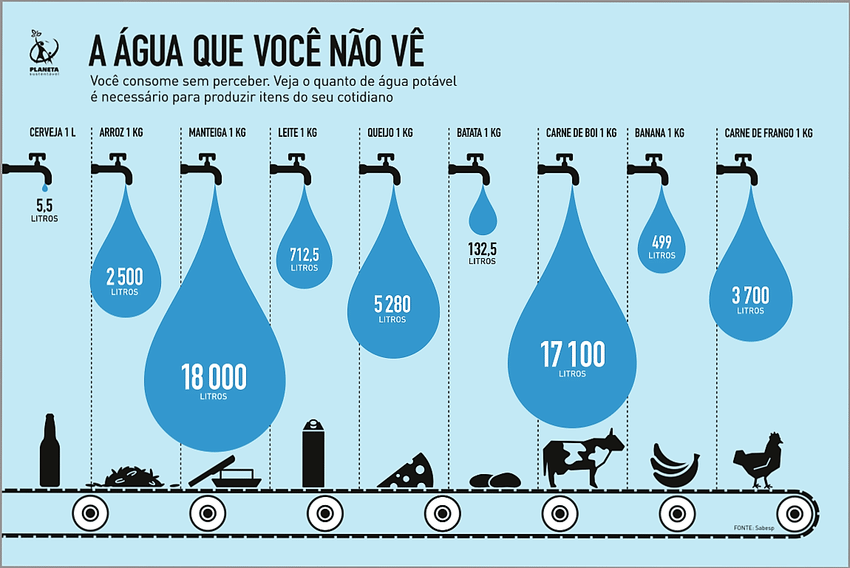 PLANETA
sustentável
A ÁGUA QUE VOCÊ NÃO VÊ
Você consome sem perceber. Veja o quanto de água potável
é necessário para produzir itens do seu cotidiano
CERVEJA 1 L
5,5
LITROS
ARROZ 1 KG
2 500
LITROS
MANTEIGA 1 KG
18 000
LITROS
LEITE 1 KG
712,5
LITROS
QUEIJO 1 KG
5 280
LITROS
BATATA 1 KG
132,5
LITROS
CARNE DE BOI 1 KG
17 100
LITROS
BANANA 1 KG
499
LITROS
CARNE DE FRANGO 1 KG
3 700
LITROS
FONTE: Sabesp